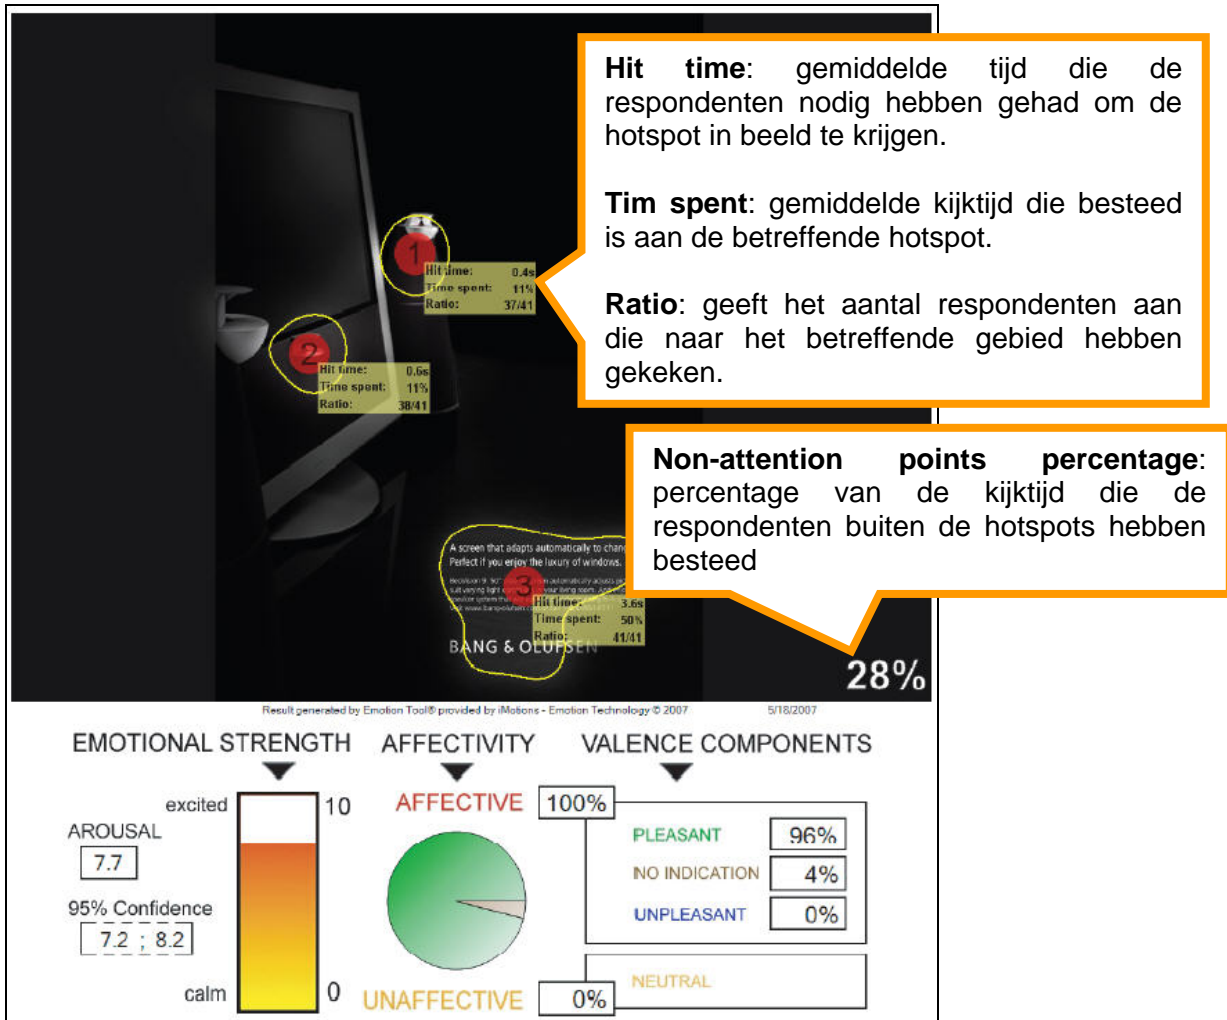 Hit time: gemiddelde tijd die de
respondenten nodig hebben gehad om de
hotspot in beeld te krijgen.
Tim spent: gemiddelde kijktijd die besteed
is aan de betreffende hotspot.
Ratio: geeft het aantal respondenten aan
die naar het betreffende gebied hebben
gekeken.
1
Hit time: 0.4s
Time spent: 11%
Ratio: 37/41
2
Hit time: 0.6s
Time spent: 11%
Ratio: 38/41
Non-attention points percentage:
percentage van de kijktijd die de
respondenten buiten de hotspots hebben
besteed
A screen that adapts automatically to
Perfect if you enjoy the luxury of windows.
3
Hit time: 3.6s
Time spent: 50%
Ratio: 41/41
BANG & OLUFSEN
28%
Result generated by Emotion Tool® provided by iMotions - Emotion Technology © 2007 5/18/2007
EMOTIONAL STRENGTH AFFECTIVITY VALENCE COMPONENTS
excited 10 AFFECTIVE 100%
AROUSAL
7.7
PLEASANT 96%
NO INDICATION 4%
95% Confidence
7.2 ; 8.2
UNPLEASANT 0%
calm 0 UNAFFECTIVE 0%
NEUTRAL